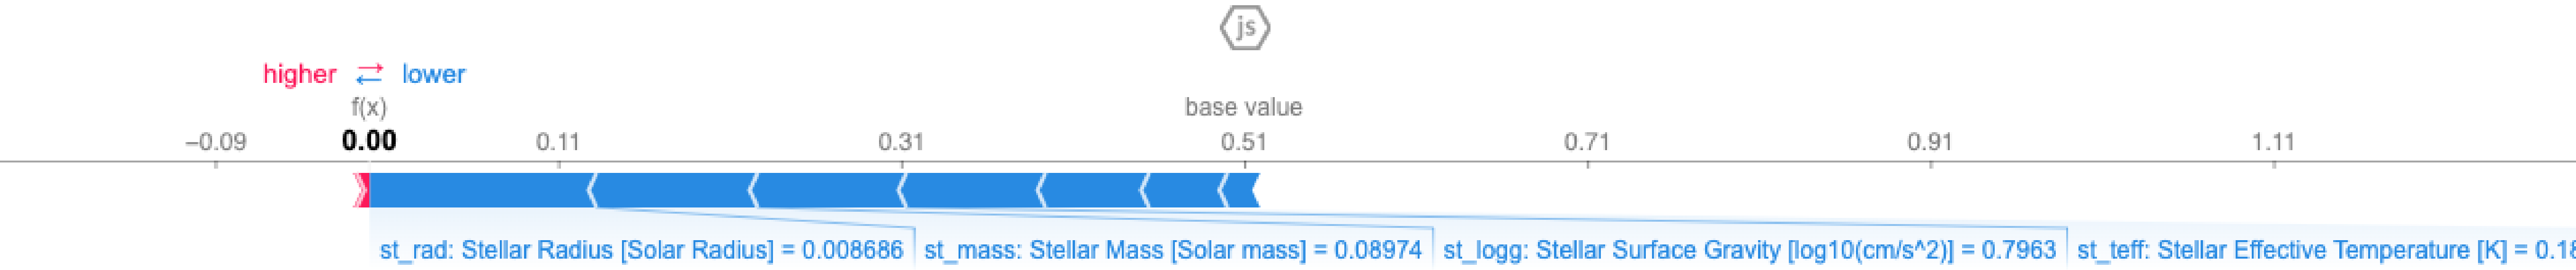 js
higher ⇄ lower
f(x) base value
−0.09 0.00 0.11 0.31 0.51 0.71 0.91 1.11
st_rad: Stellar Radius [Solar Radius] = 0.008686 st_mass: Stellar Mass [Solar mass] = 0.08974 st_logg: Stellar Surface Gravity [log10(cm/s^2)] = 0.7963 st_teff: Stellar Effective Temperature [K] =